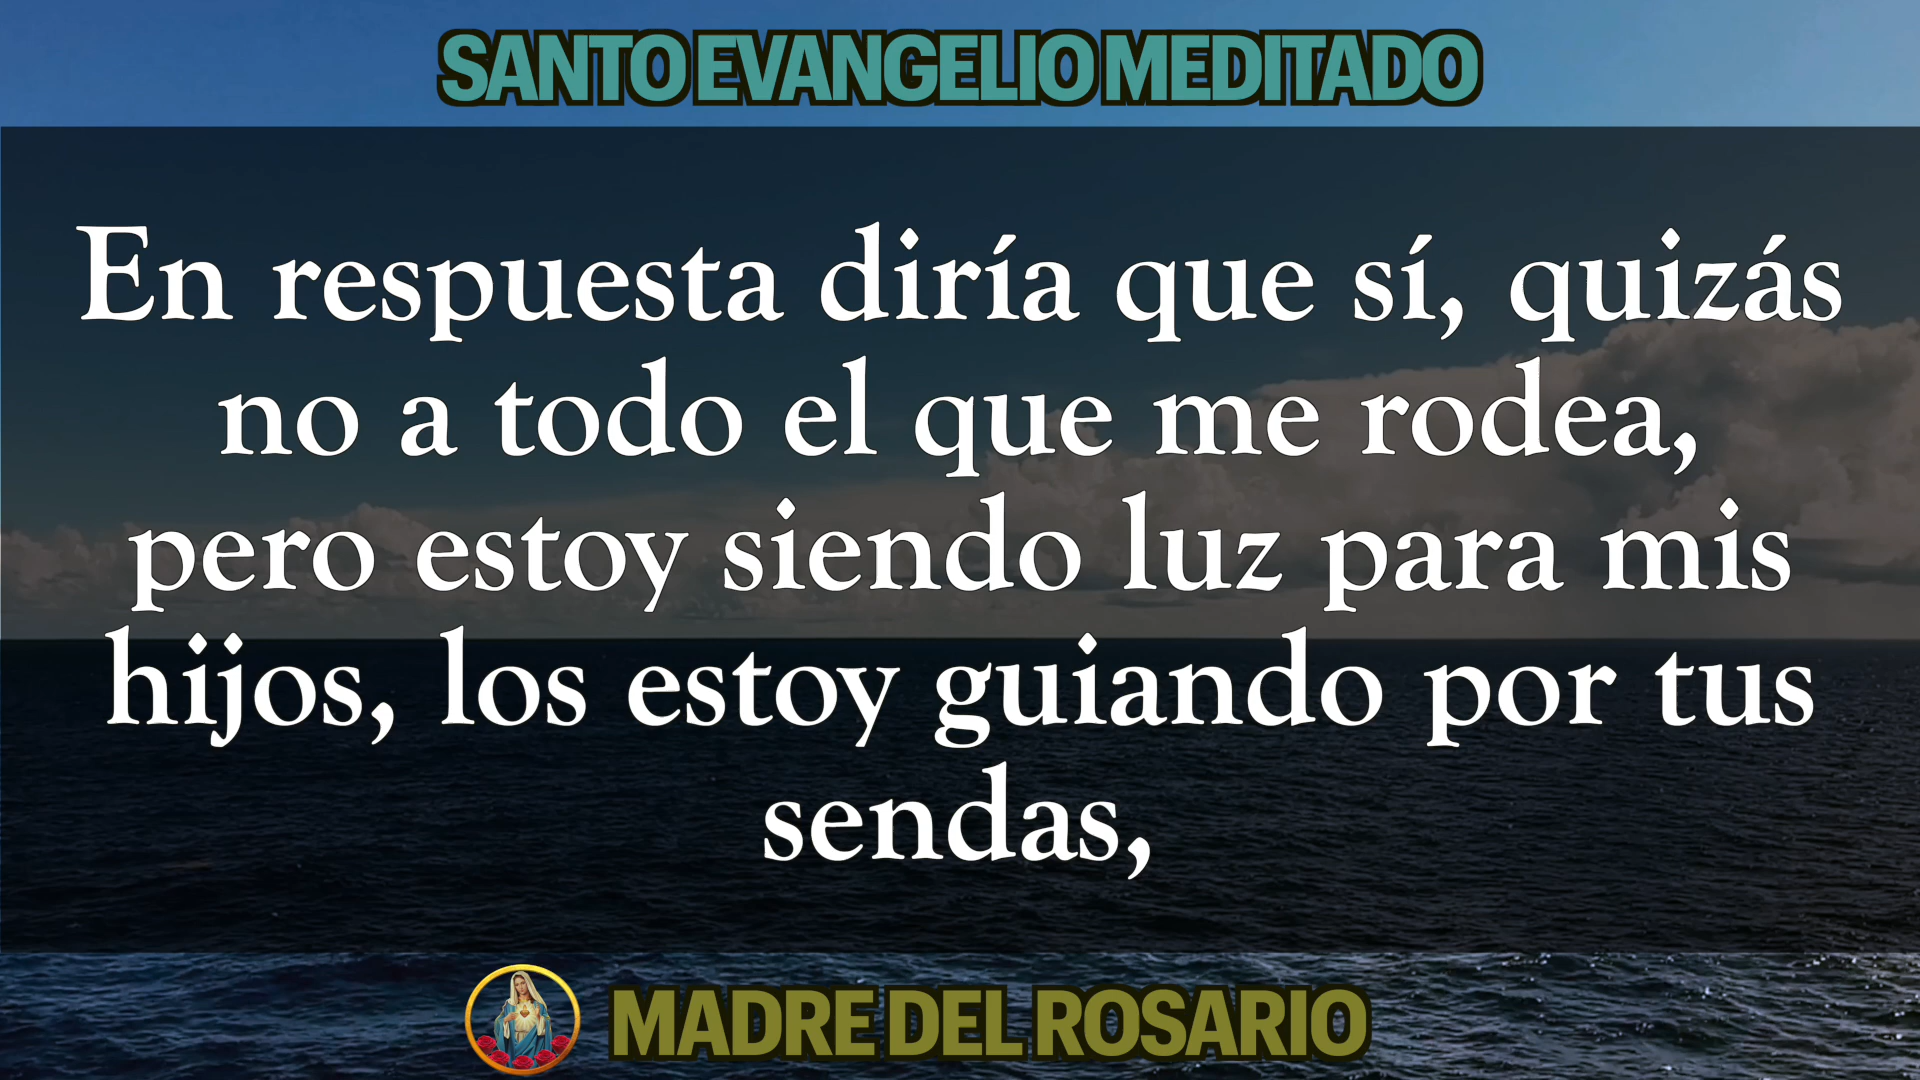 SANTO EVANGELIO MEDITADO
En respuesta diría que sí, quizás
no a todo el que me rodea,
pero estoy siendo luz para mis
hijos, los estoy guiando por tus
sendas,
MADRE DEL ROSARIO